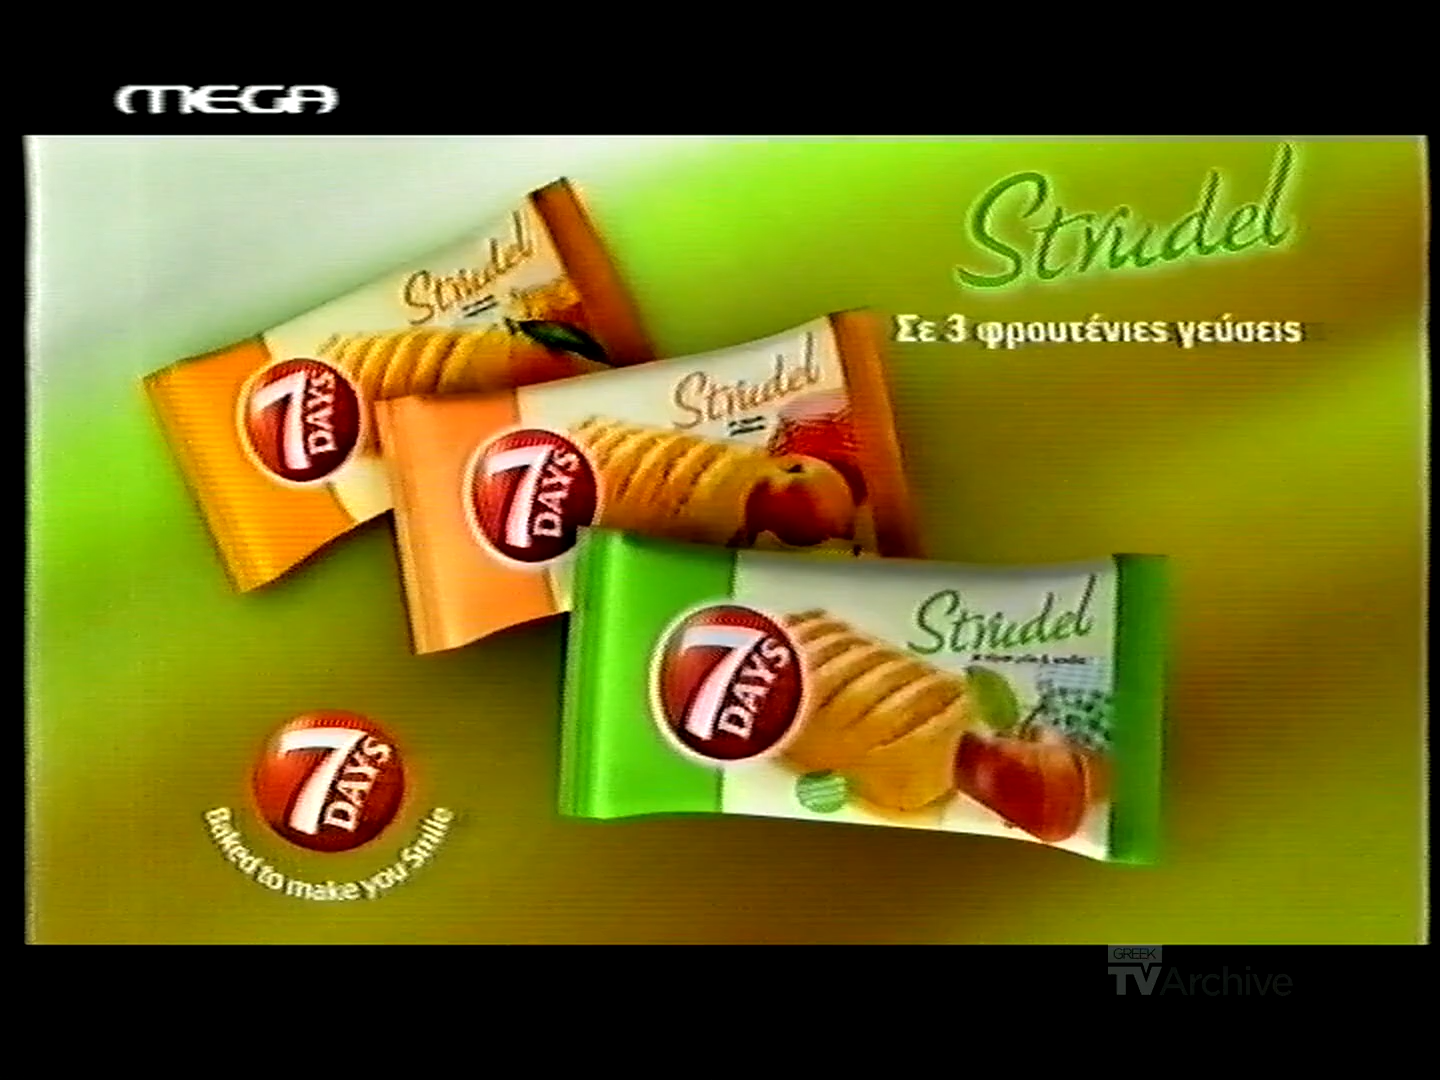 MEGA
Strudel
Σε 3 φρουτένιες γεύσεις
Strudel
7 DAYS
Strudel
7 DAYS
Strudel
7 DAYS
7 DAYS
Baked to make you Smile
GREEK
TVArchive